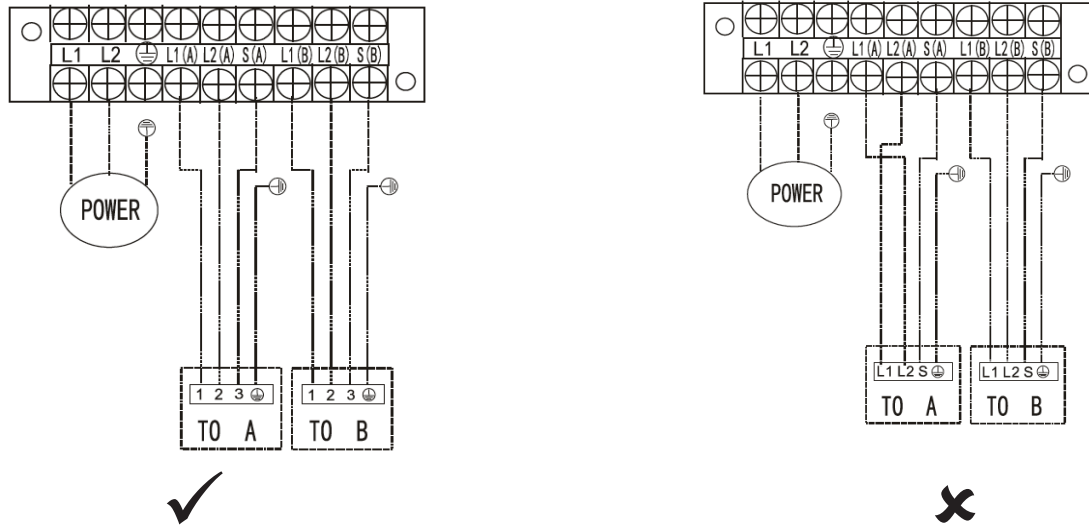 L1 L2 L1(A) L2(A) S(A) L1(B) L2(B) S(B)
POWER
1 2 3
1 2 3
TO A
TO B
L1 L2 L1(A) L2(A) S(A) L1(B) L2(B) S(B)
POWER
L1 L2 S
L1 L2 S
TO A
TO B